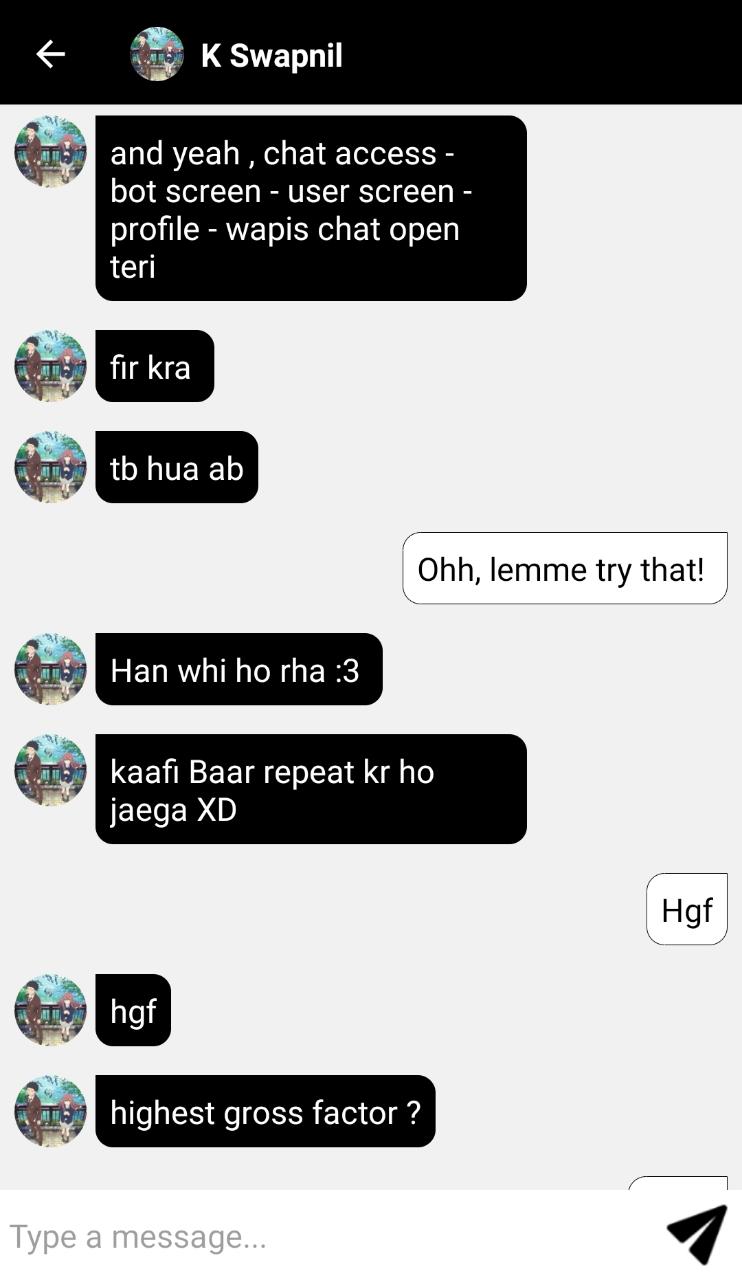 K Swapnil
and yeah , chat access -
bot screen - user screen -
profile - wapis chat open
teri
fir kra
tb hua ab
Ohh, lemme try that!
Han whi ho rha :3
kaafi Baar repeat kr ho
jaega XD
Hgf
hgf
highest gross factor ?
Type a message...